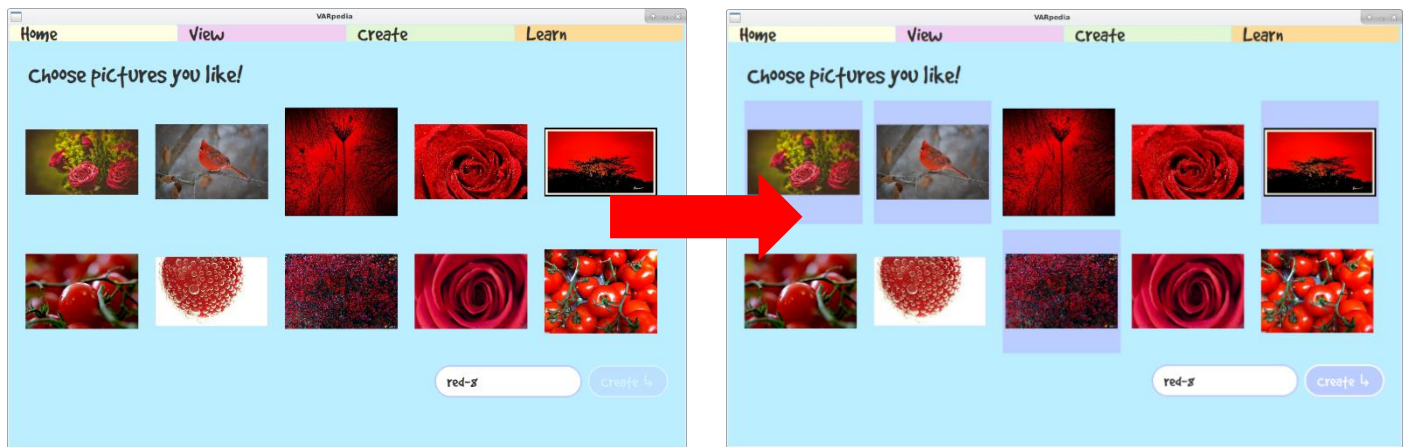 VARpedia
Home View Create Learn
Choose pictures you like!
red-8
Create ↳
VARpedia
Home View Create Learn
Choose pictures you like!
red-8
Create ↳